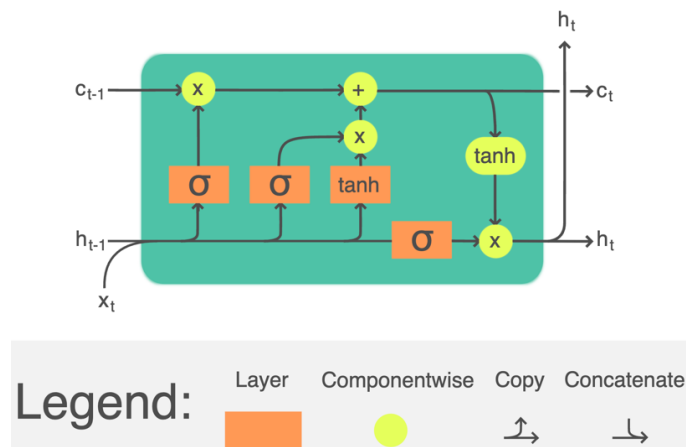 hₜ
cₜ₋₁ x + cₜ
x
tanh
σ σ tanh
hₜ₋₁ σ x hₜ
xₜ
Layer Componentwise Copy Concatenate
Legend: